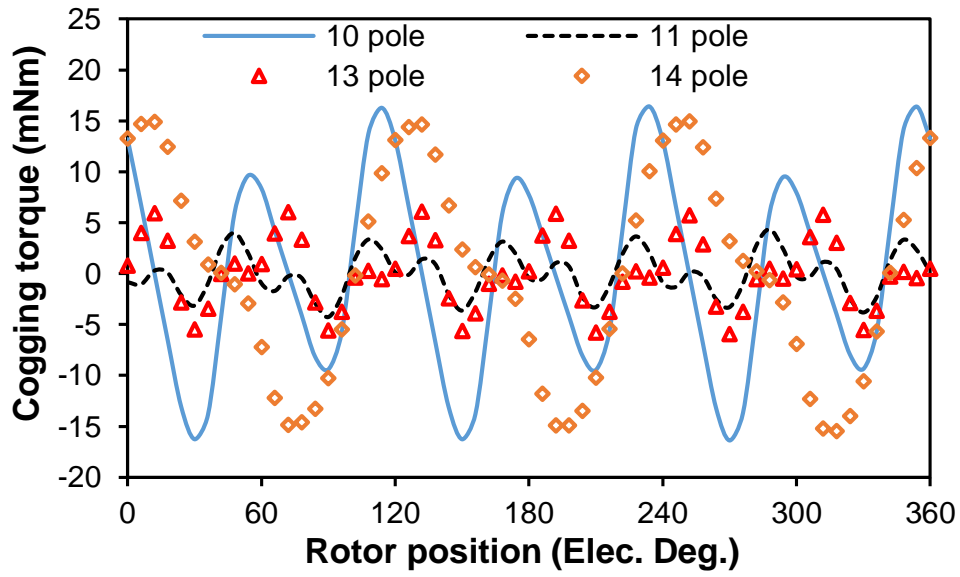 Cogging torque (mNm)
25
20
15
10
5
0
-5
-10
-15
-20
10 pole 11 pole
13 pole 14 pole
0 60 120 180 240 300 360
Rotor position (Elec. Deg.)